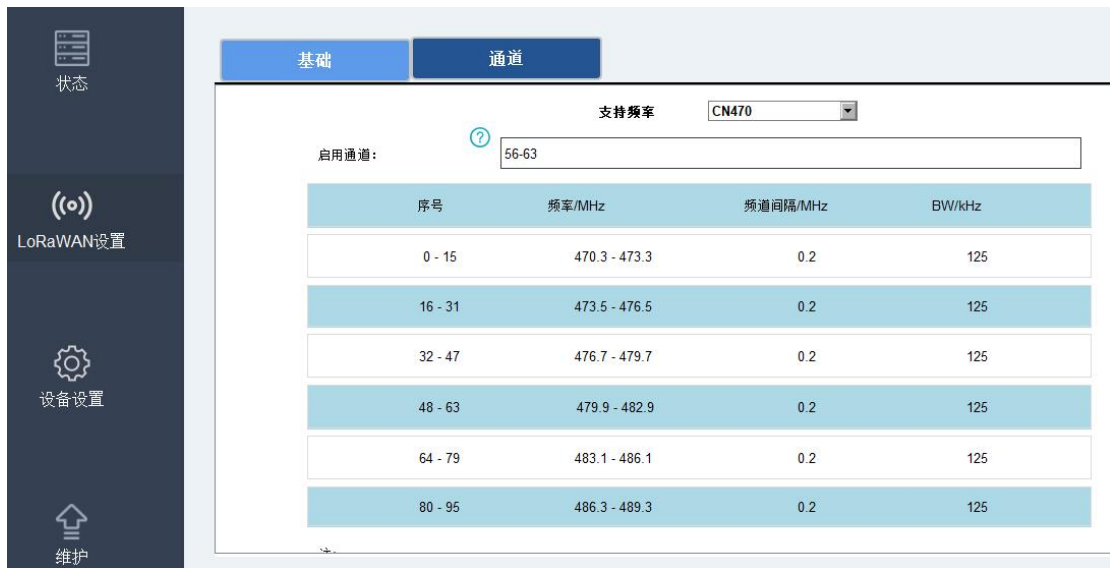 状态
LoRaWAN设置
设备设置
维护
基础 通道
支持频率 CN470
启用通道: 56-63
序号 频率/MHz 频道间隔/MHz BW/kHz
0 - 15 470.3 - 473.3 0.2 125
16 - 31 473.5 - 476.5 0.2 125
32 - 47 476.7 - 479.7 0.2 125
48 - 63 479.9 - 482.9 0.2 125
64 - 79 483.1 - 486.1 0.2 125
80 - 95 486.3 - 489.3 0.2 125